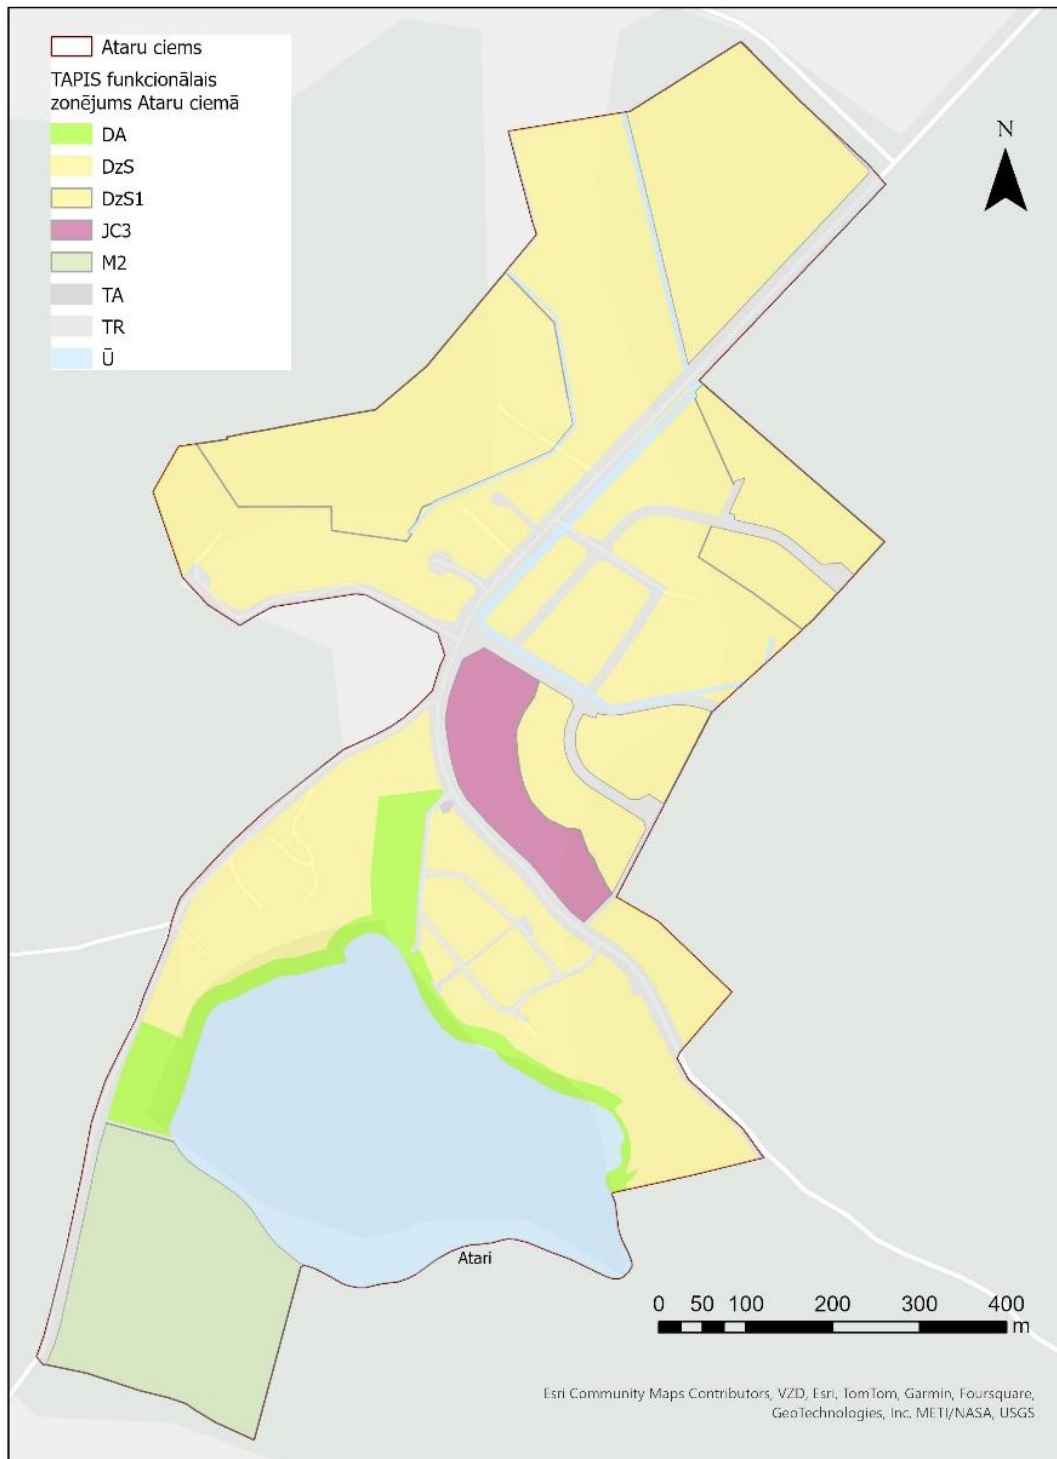 Ataru ciems
TAPIS funkcionālais
zonējums Ataru ciemā
DA
DzS
DzS1
JC3
M2
TA
TR
Ū
N
Atari
0 50 100 200 300 400
m
Esri Community Maps Contributors, VZD, Esri, TomTom, Garmin, Foursquare,
GeoTechnologies, Inc, METI/NASA, USGS